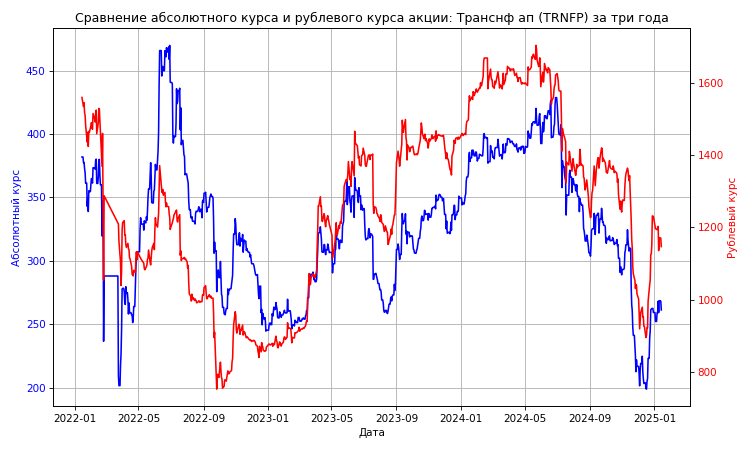 Сравнение абсолютного курса и рублевого курса акции: Транснф ап (TRNFP) за три года
450
400
350
300
250
200
Абсолютный курс
1600
1400
1200
1000
800
Рублевый курс
2022-01 2022-05 2022-09 2023-01 2023-05 2023-09 2024-01 2024-05 2024-09 2025-01
Дата